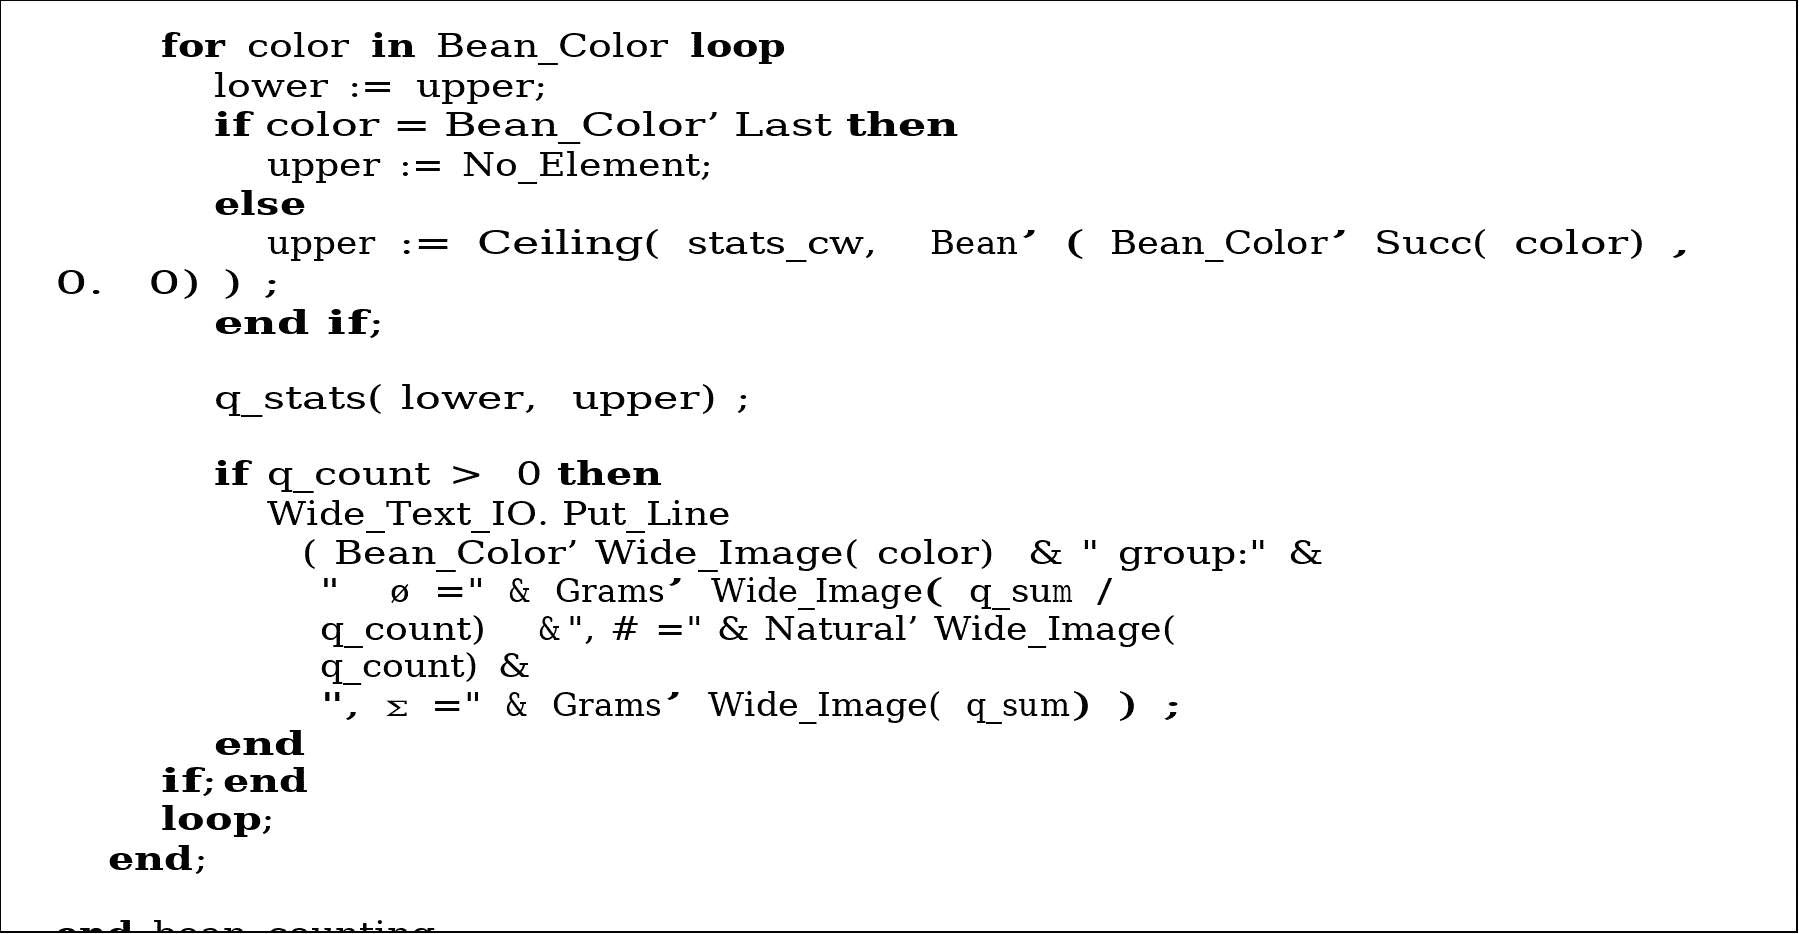 for color in Bean_Color loop
lower := upper;
if color = Bean_Color’ Last then
upper := No_Element;
else
upper := Ceiling( stats_cw, Bean’ ( Bean_Color’ Succ( color) ,
0. 0) ) ;
end if;
q_stats( lower, upper) ;
if q_count > 0 then
Wide_Text_IO. Put_Line
( Bean_Color’ Wide_Image( color) & " group:" &
" ø =" & Grams’ Wide_Image( q_sum /
q_count) &", # =" & Natural’ Wide_Image(
q_count) &
", Σ =" & Grams’ Wide_Image( q_sum) ) ;
end
if; end
loop;
end;
end bean_counting